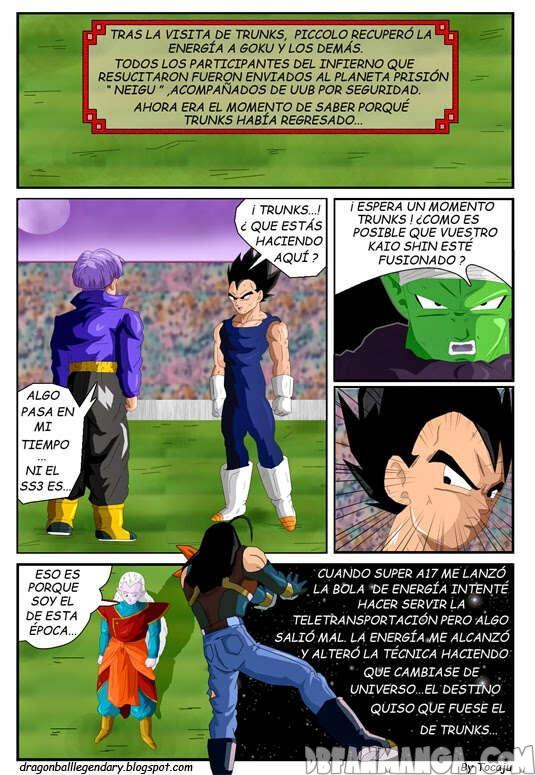 TRAS LA VISITA DE TRUNKS, PICCOLO RECUPERÓ LA
ENERGÍA A GOKU Y LOS DEMÁS.
TODOS LOS PARTICIPANTES DEL INFIERNO QUE
RESUCITARON FUERON ENVIADOS AL PLANETA PRISIÓN
" NEIGU " ,ACOMPAÑADOS DE UUB POR SEGURIDAD.
AHORA ERA EL MOMENTO DE SABER PORQUÉ
TRUNKS HABÍA REGRESADO...
¡ TRUNKS...!
¿ QUE ESTÁS
HACIENDO
AQUÍ ?
ALGO
PASA EN
MI
TIEMPO
...
NI EL
SS3 ES...
¡ ESPERA UN MOMENTO
TRUNKS ! ¿COMO ES
POSIBLE QUE VUESTRO
KAIO SHIN ESTÉ
FUSIONADO ?
ESO ES
PORQUE
SOY EL
DE ESTA
ÉPOCA...
CUANDO SUPER A17 ME LANZÓ
LA BOLA DE ENERGÍA INTENTÉ
HACER SERVIR LA
TELETRANSPORTACIÓN PERO ALGO
SALIÓ MAL. LA ENERGÍA ME ALCANZÓ
Y ALTERÓ LA TÉCNICA HACIENDO
QUE CAMBIASE DE
UNIVERSO...EL DESTINO
QUISO QUE FUESE EL
DE TRUNKS...
dragonballlegendary.blogspot.com
By Tocaju
DBFANMANGA.COM